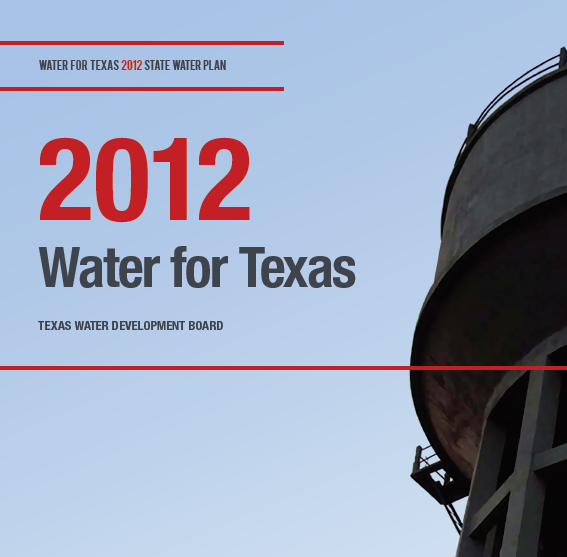 WATER FOR TEXAS 2012 STATE WATER PLAN
2012
Water for Texas
TEXAS WATER DEVELOPMENT BOARD